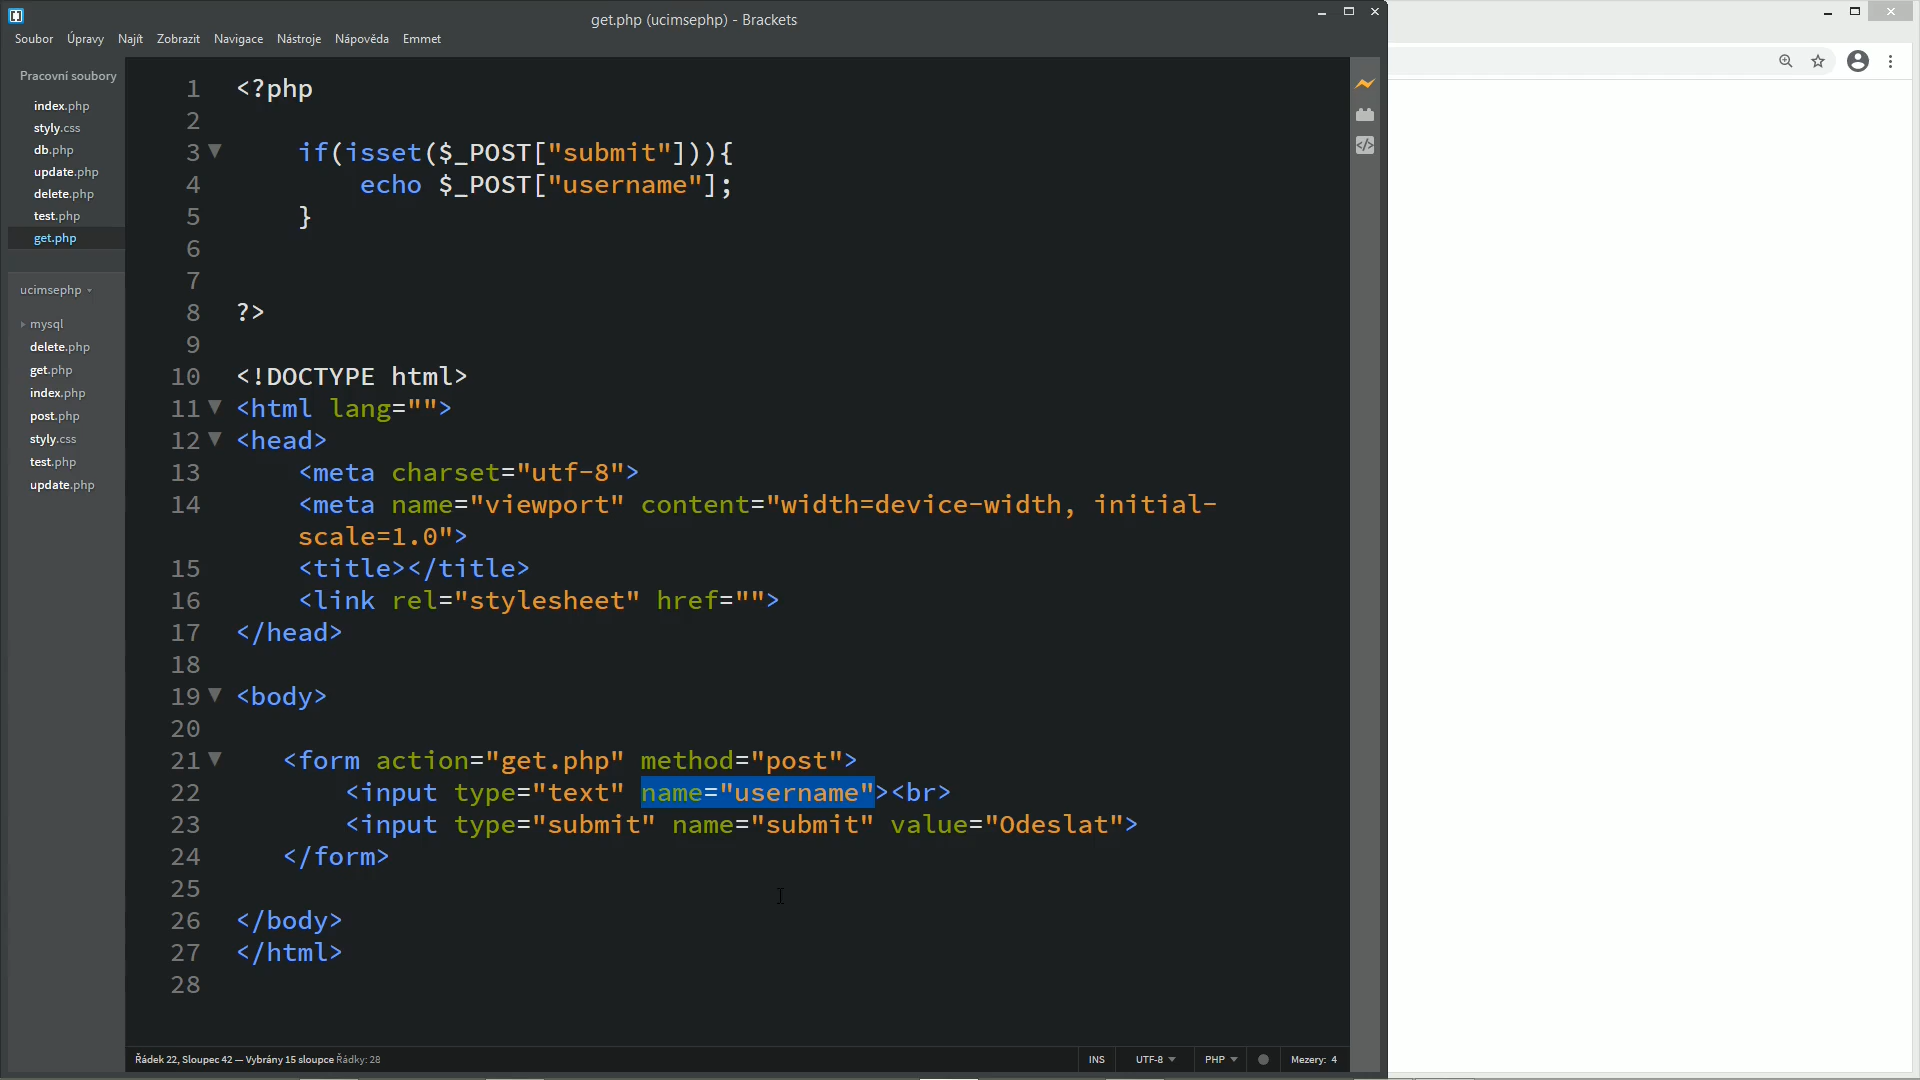 get.php (ucimsephp) - Brackets
Soubor Úpravy Najít Zobrazit Navigace Nástroje Nápověda Emmet
Pracovní soubory
index.php
styly.css
db.php
update.php
delete.php
test.php
get.php
ucimsephp
mysql
delete.php
get.php
index.php
post.php
styly.css
test.php
update.php
1 <?php
2
3 if(isset($_POST["submit"])){
4 echo $_POST["username"];
5 }
6
7
8 ?>
9
10 <!DOCTYPE html>
11 <html lang="">
12 <head>
13 <meta charset="utf-8">
14 <meta name="viewport" content="width=device-width, initial-
scale=1.0">
15 <title></title>
16 <link rel="stylesheet" href="">
17 </head>
18
19 <body>
20
21 <form action="get.php" method="post">
22 <input type="text" name="username"><br>
23 <input type="submit" name="submit" value="Odeslat">
24 </form>
25
26 </body>
27 </html>
28
Řádek 22, Sloupec 42 — Vybrány 15 sloupce Řádky: 28
INS UTF-8 PHP Mezery: 4